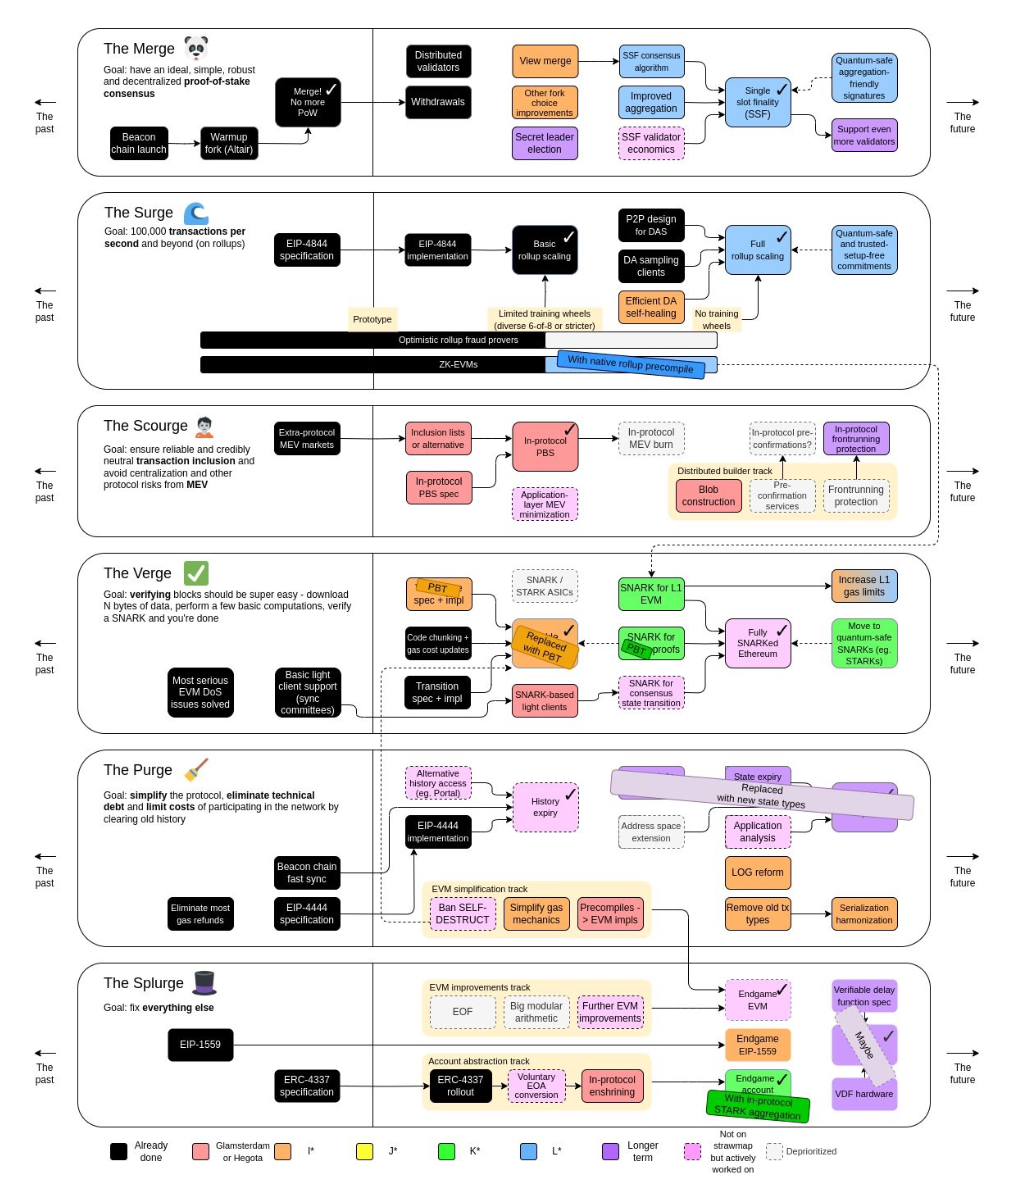 The Merge
Goal: have an ideal, simple, robust
and decentralized proof-of-stake
consensus
The
past
Beacon
chain launch
Warmup
fork (Altair)
Merge!
No more
PoW
Distributed
validators
Withdrawals
View merge
Other fork
choice
improvements
Secret leader
election
SSF consensus
algorithm
Improved
aggregation
SSF validator
economics
Single
slot finality
(SSF)
Quantum-safe
aggregation-
friendly
signatures
Support even
more validators
The
future
The Surge
Goal: 100,000 transactions per
second and beyond (on rollups)
The
past
EIP-4844
specification
EIP-4844
implementation
Basic
rollup scaling
P2P design
for DAS
DA sampling
clients
Efficient DA
self-healing
Full
rollup scaling
Quantum-safe
and trusted-
setup-free
commitments
Prototype
Limited training wheels
(diverse 6-of-8 or stricter)
No training
wheels
Optimistic rollup fraud provers
ZK-EVMs
With native rollup precompile
The
future
The Scourge
Goal: ensure reliable and credibly
neutral transaction inclusion and
avoid centralization and other
protocol risks from MEV
The
past
Extra-protocol
MEV markets
Inclusion lists
or alternative
In-protocol
PBS spec
In-protocol
PBS
Application-
layer MEV
minimization
In-protocol
MEV burn
In-protocol pre-
confirmations?
In-protocol
frontrunning
protection
Distributed builder track
Blob
construction
Pre-
confirmation
services
Frontrunning
protection
The
future
The Verge
Goal: verifying blocks should be super easy - download
N bytes of data, perform a few basic computations, verify
a SNARK and you're done
The
past
Most serious
EVM DoS
issues solved
Basic light
client support
(sync
committees)
PBT
spec + impl
Code chunking +
gas cost updates
Transition
spec + impl
SNARK /
STARK ASICs
Replaced
with PBT
SNARK-based
light clients
SNARK for L1
EVM
SNARK for
PBT proofs
SNARK for
consensus
state transition
Fully
SNARKed
Ethereum
Increase L1
gas limits
Move to
quantum-safe
SNARKs (eg.
STARKs)
The
future
The Purge
Goal: simplify the protocol, eliminate technical
debt and limit costs of participating in the network by
clearing old history
The
past
Eliminate most
gas refunds
Beacon chain
fast sync
EIP-4444
specification
Alternative
history access
(eg. Portal)
EIP-4444
implementation
History
expiry
Address space
extension
State expiry
Replaced
with new state types
Application
analysis
LOG reform
Remove old tx
types
Serialization
harmonization
EVM simplification track
Ban SELF-
DESTRUCT
Simplify gas
mechanics
Precompiles -
> EVM impls
The
future
The Splurge
Goal: fix everything else
The
past
EIP-1559
ERC-4337
specification
EVM improvements track
EOF
Big modular
arithmetic
Further EVM
improvements
Account abstraction track
ERC-4337
rollout
Voluntary
EOA
conversion
In-protocol
enshrining
Endgame
EVM
Endgame
EIP-1559
Endgame
account
With in-protocol
STARK aggregation
Verifiable delay
function spec
Maybe
VDF hardware
The
future
Already
done
Glamsterdam
or Hegota
I*
J*
K*
L*
Longer
term
Not on
strawmap
but actively
worked on
Deprioritized